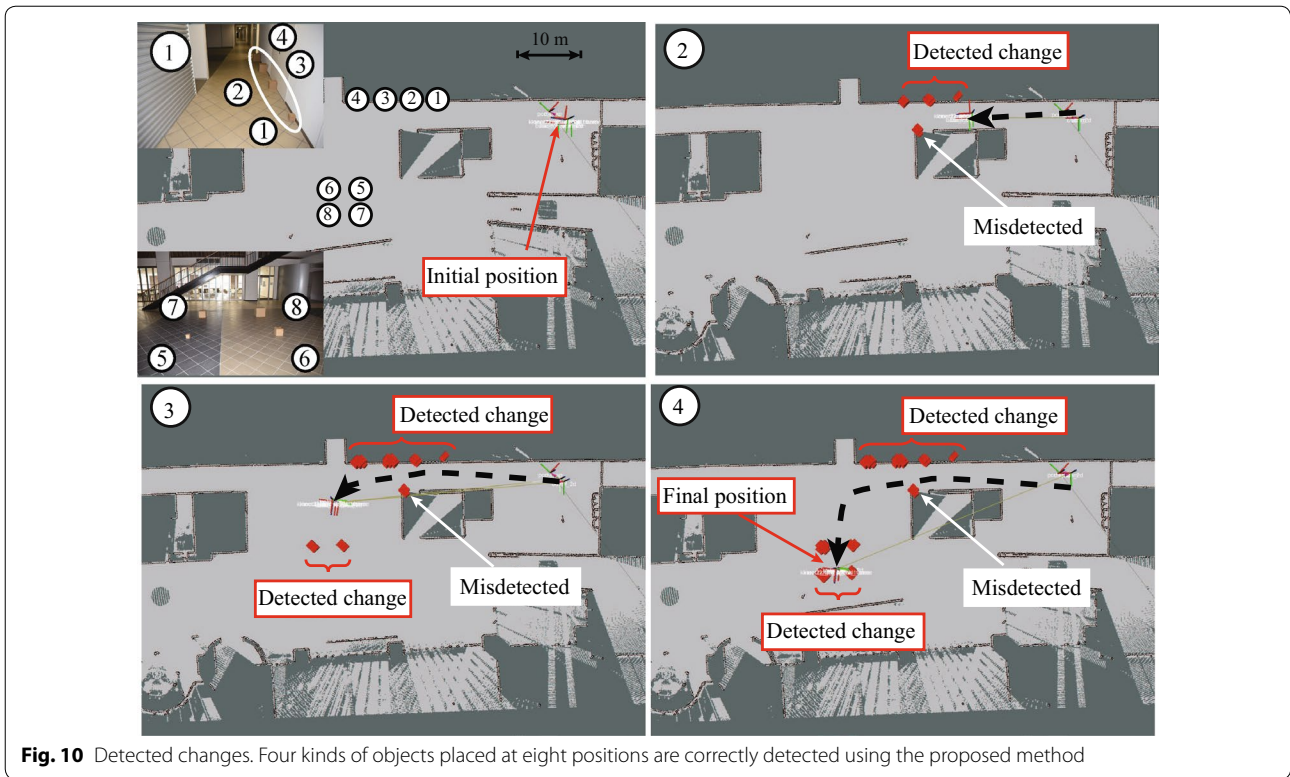 1
4
3
2
1
10 m
4 3 2 1
6 5
8 7
Initial position
7 8
5 6
2
Detected change
Misdetected
3
Detected change
Misdetected
Detected change
4
Detected change
Final position
Misdetected
Detected change
Fig. 10 Detected changes. Four kinds of objects placed at eight positions are correctly detected using the proposed method